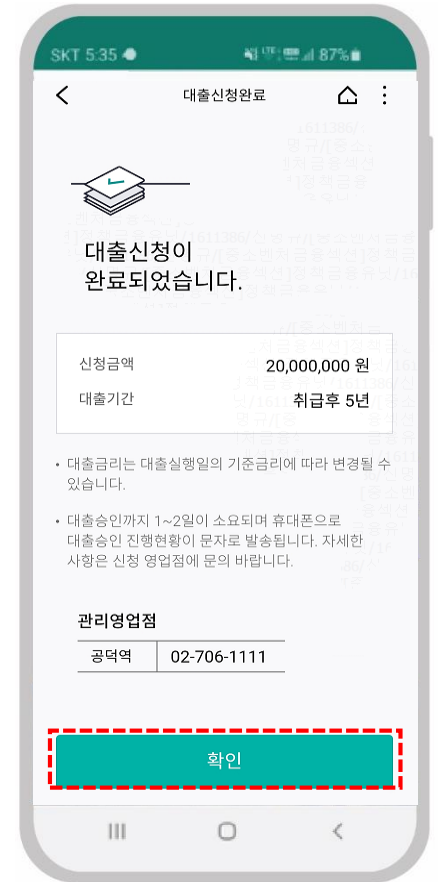 SKT 5:35
87%
대출신청완료
대출신청이
완료되었습니다.
신청금액 20,000,000 원
대출기간 취급후 5년
• 대출금리는 대출실행일의 기준금리에 따라 변경될 수
있습니다.
• 대출승인까지 1~2일이 소요되며 휴대폰으로
대출승인 진행현황이 문자로 발송됩니다. 자세한
사항은 신청 영업점에 문의 바랍니다.
관리영업점
공덕역 02-706-1111
확인